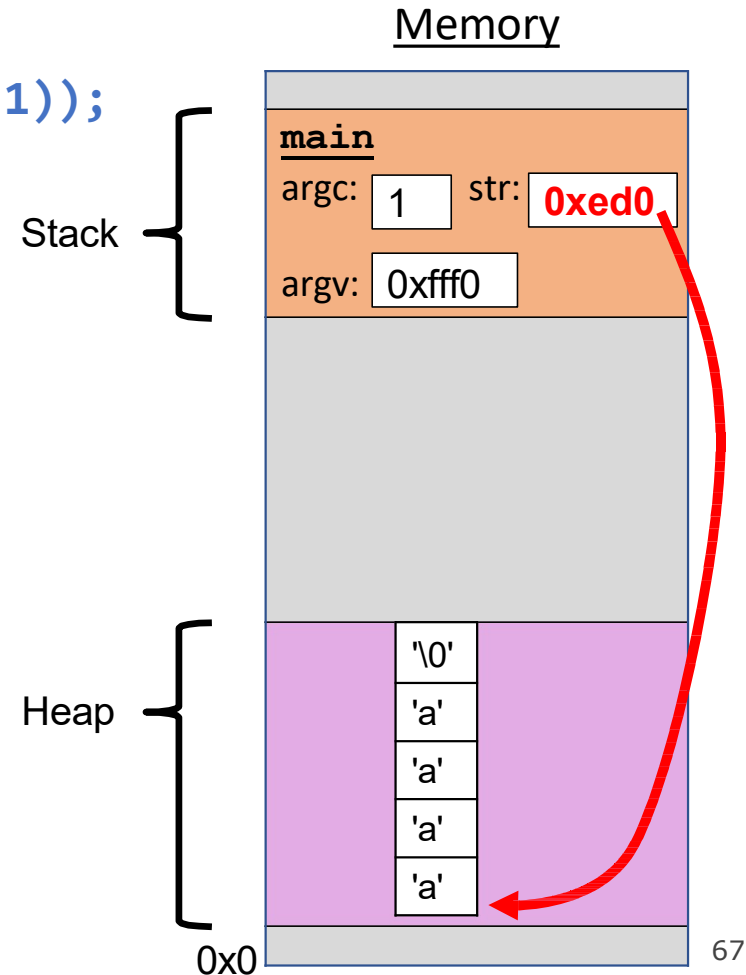 Memory
1));
main
argc: 1 str: 0xed0
Stack
argv: 0xfff0
'\0'
'a'
Heap
'a'
'a'
'a'
0x0
67